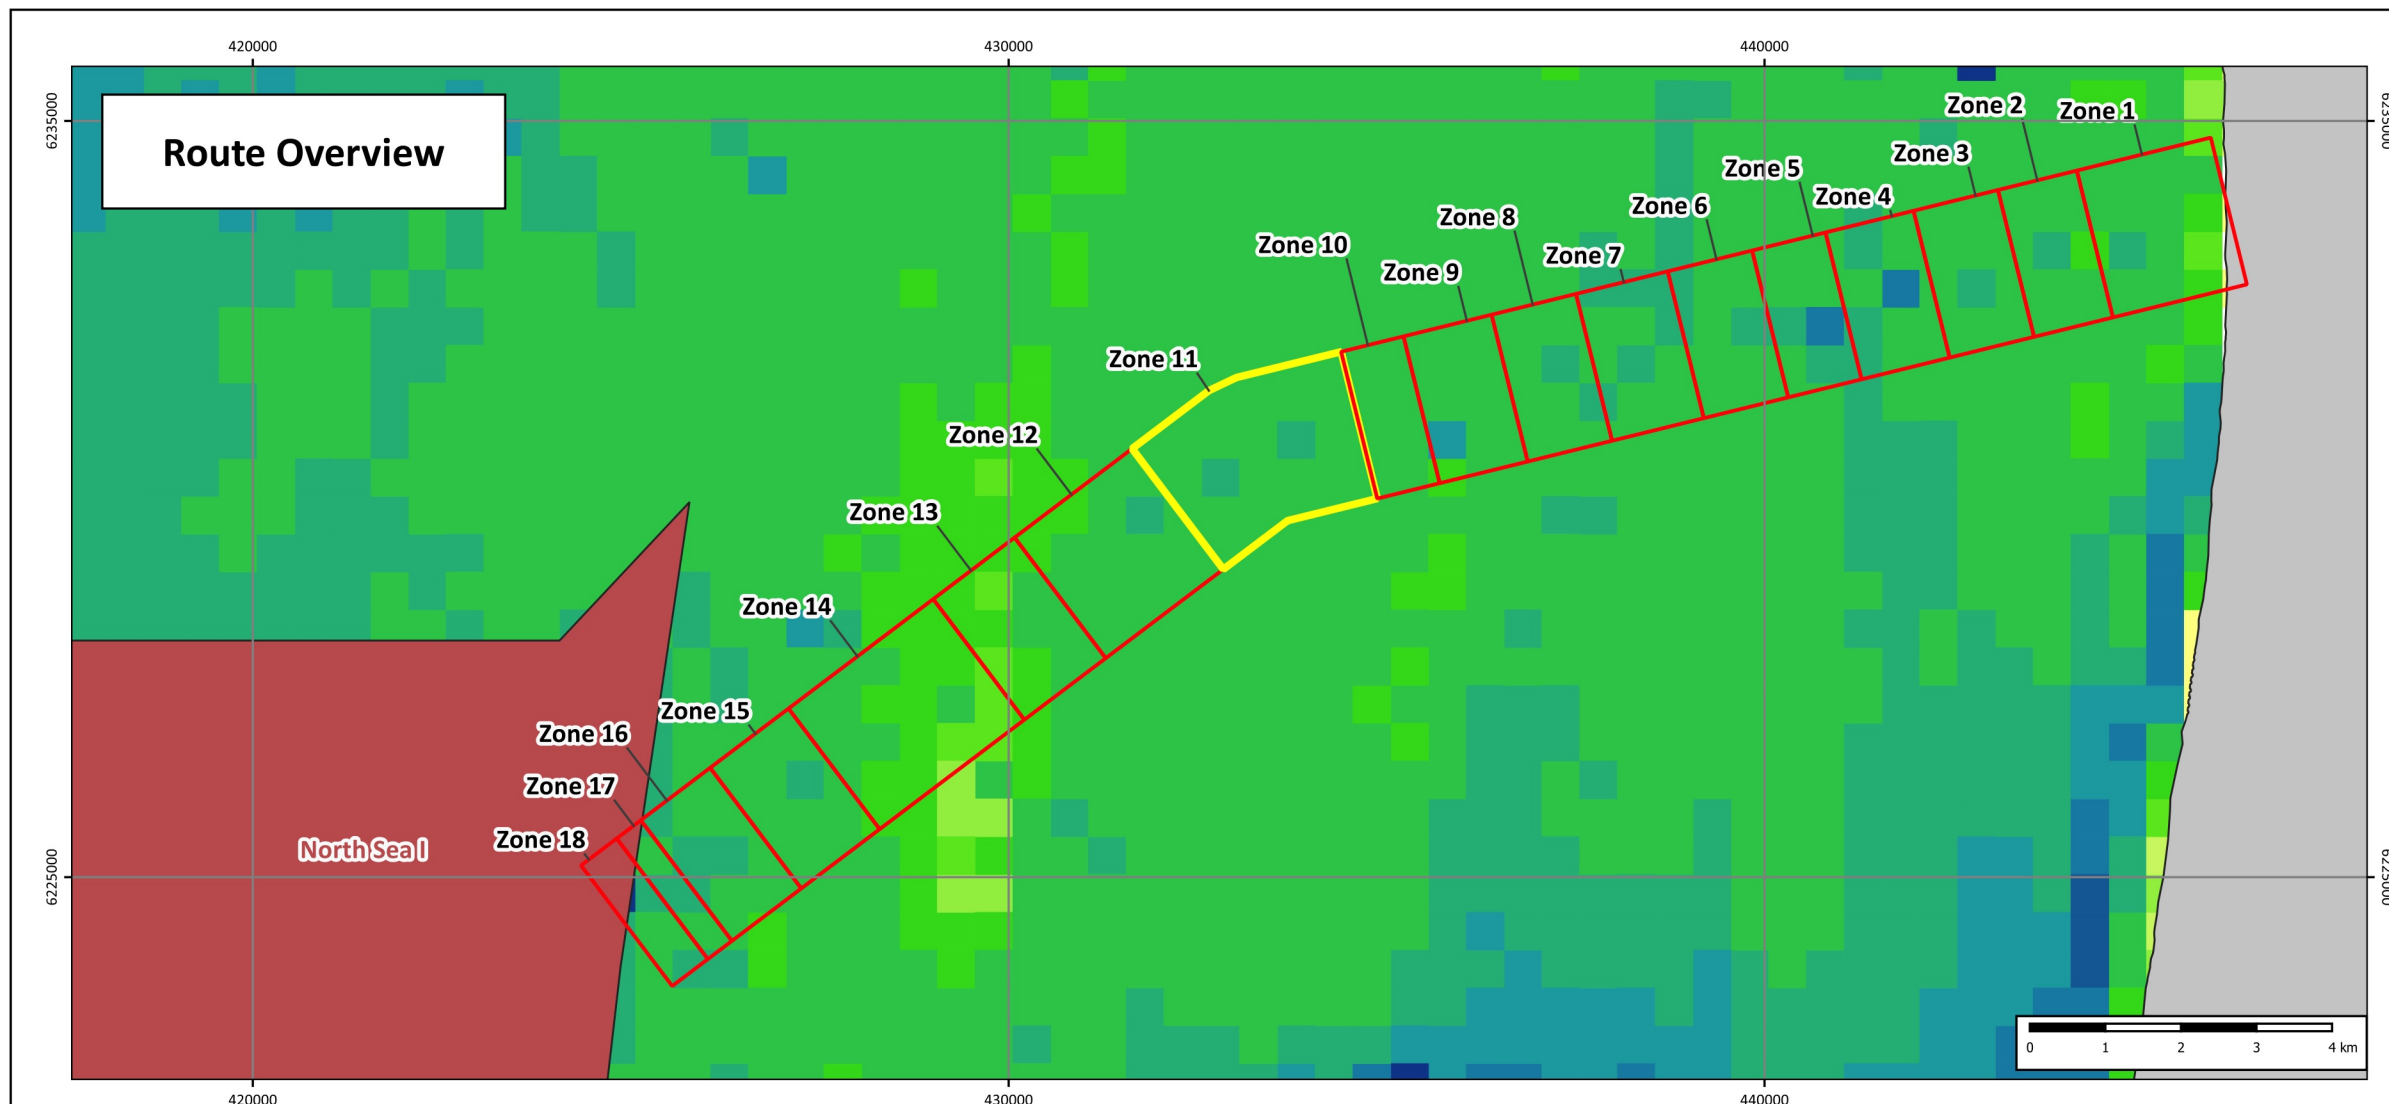 420000
430000
440000
6235000
6235000
Route Overview
Zone 2
Zone 1
Zone 3
Zone 5
Zone 4
Zone 6
Zone 8
Zone 10
Zone 7
Zone 9
Zone 11
Zone 12
Zone 13
Zone 14
Zone 15
Zone 16
Zone 17
Zone 18
North Sea I
6225000
6225000
0 1 2 3 4 km
420000
430000
440000